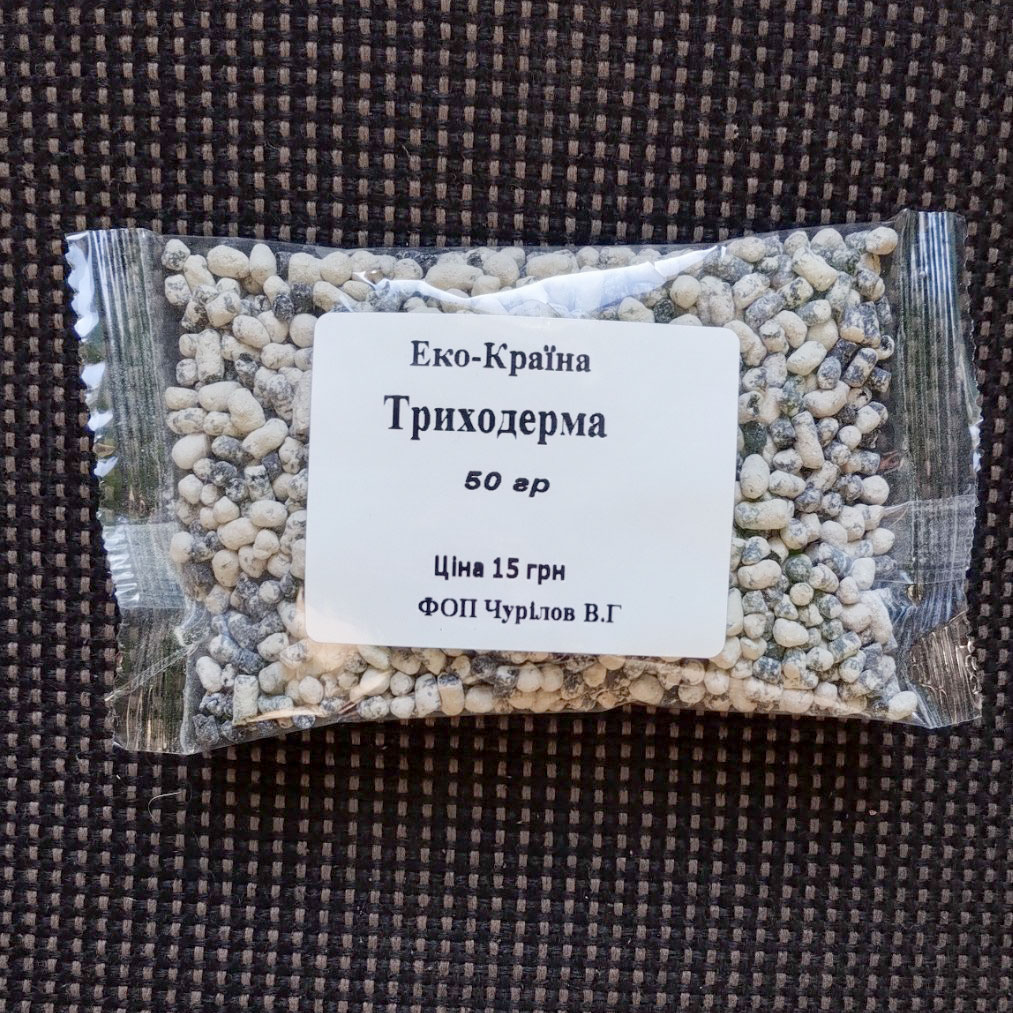 Еко-Країна
Триходерма
50 гр
Ціна 15 грн
ФОП Чурілов В.Г